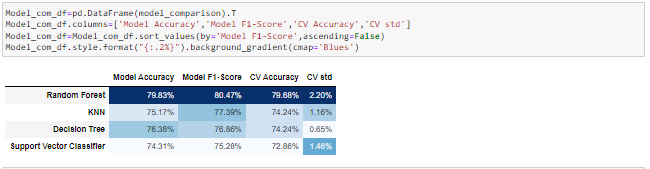 Model_com_df=pd.DataFrame(model_comparison).T
Model_com_df.columns=['Model Accuracy','Model F1-Score','CV Accuracy','CV std']
Model_com_df=Model_com_df.sort_values(by='Model F1-Score',ascending=False)
Model_com_df.style.format("{:.2%}").background_gradient(cmap='Blues')
Model Accuracy Model F1-Score CV Accuracy CV std
Random Forest 79.83% 80.47% 79.68% 2.20%
KNN 75.17% 77.39% 74.24% 1.16%
Decision Tree 76.38% 76.86% 74.24% 0.65%
Support Vector Classifier 74.31% 75.28% 72.86% 1.46%